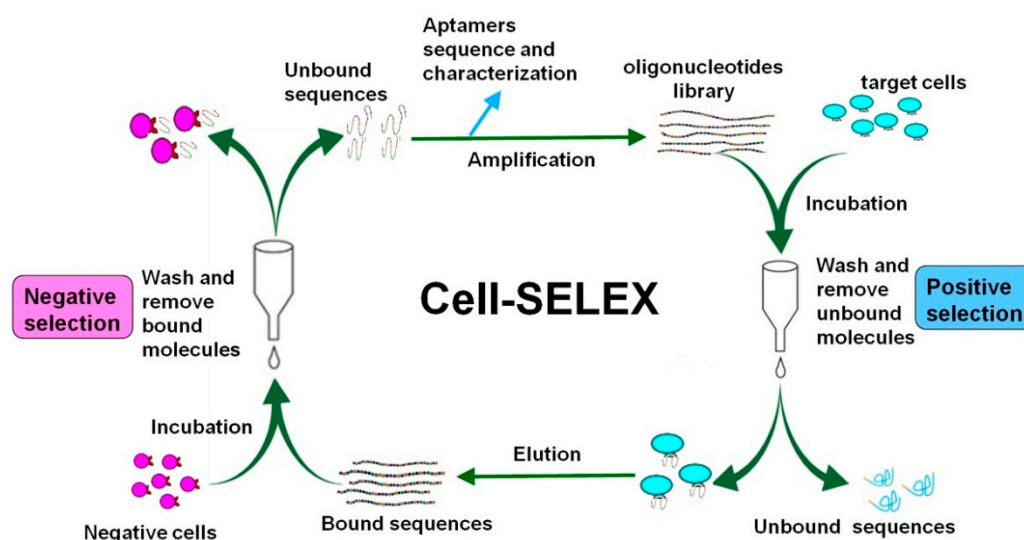 Aptamers
sequence and
characterization
Unbound
sequences
oligonucleotides
library
target cells
Amplification
Incubation
Negative
selection
Wash and
remove
bound
molecules
Cell-SELEX
Wash and
remove
unbound
molecules
Positive
selection
Incubation
Elution
Negative cells
Bound sequences
Unbound sequences